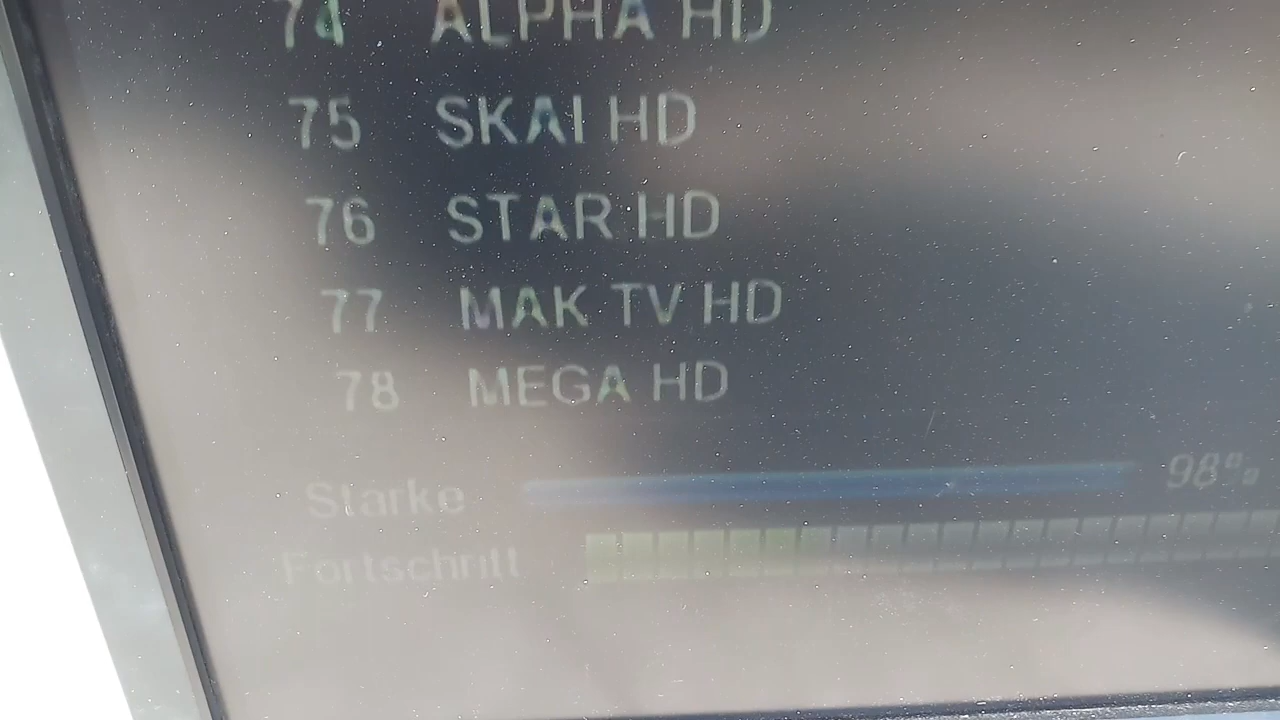 74 ALPHA HD
75 SKAI HD
76 STAR HD
77 MAK TV HD
78 MEGA HD
Starke 98%
Fortschritt